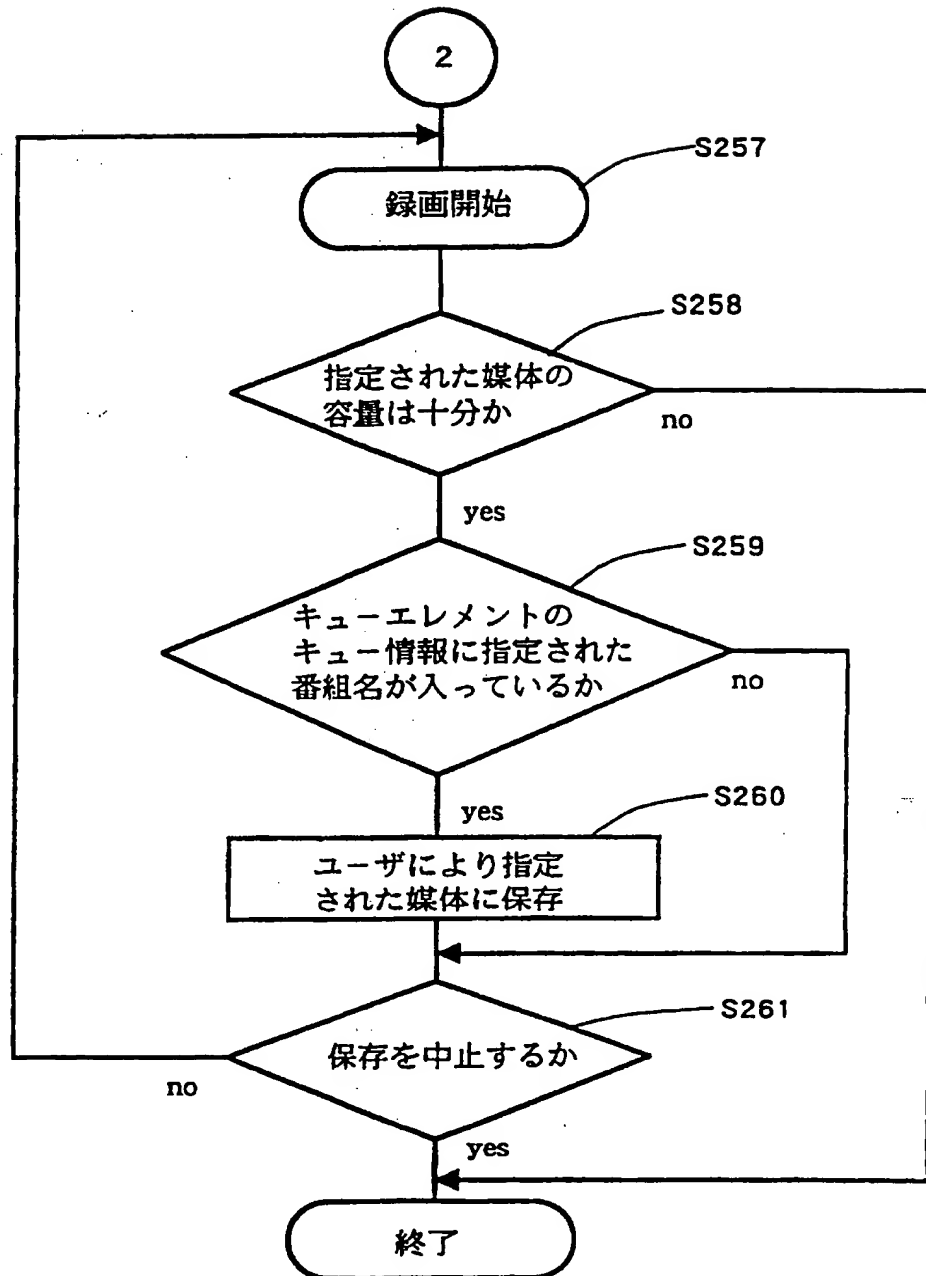 2
S257
録画開始
S258
指定された媒体の
容量は十分か
no
yes
S259
キューエレメントの
キュー情報に指定された
番組名が入っているか
no
yes
S260
ユーザにより指定
された媒体に保存
S261
保存を中止するか
no
yes
終了